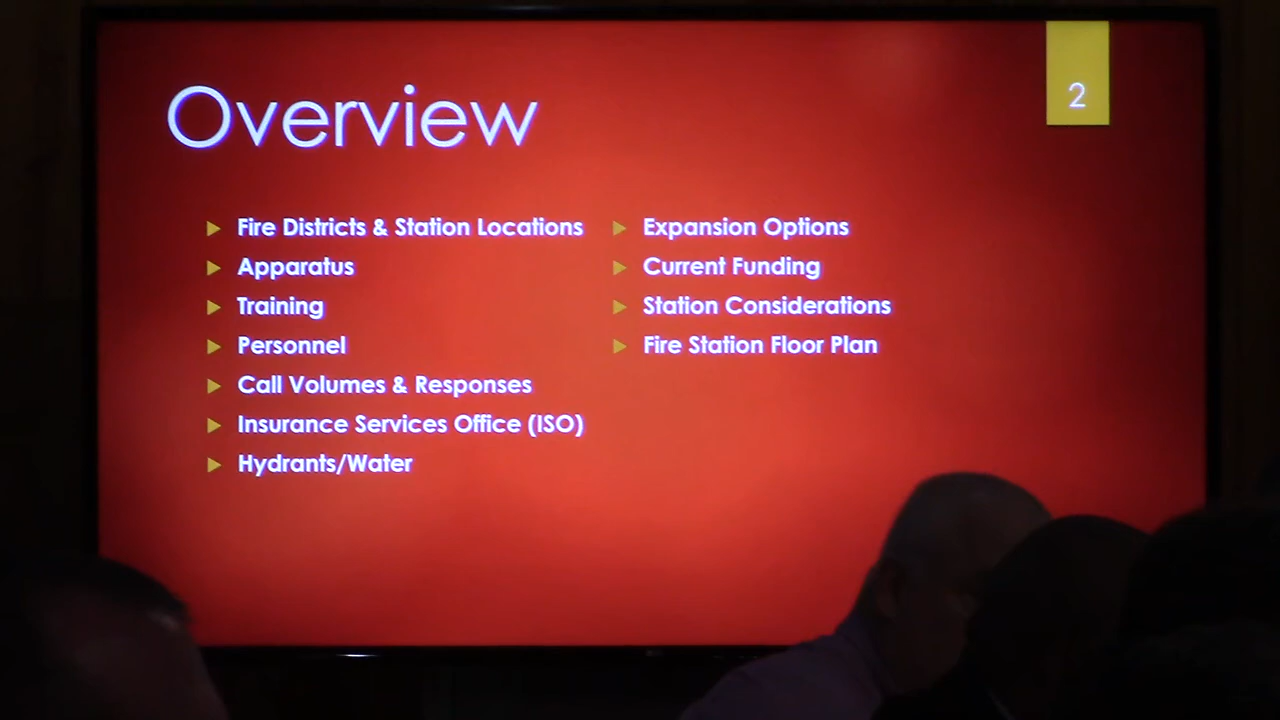 Overview
2
Fire Districts & Station Locations
Apparatus
Training
Personnel
Call Volumes & Responses
Insurance Services Office (ISO)
Hydrants/Water
Expansion Options
Current Funding
Station Considerations
Fire Station Floor Plan